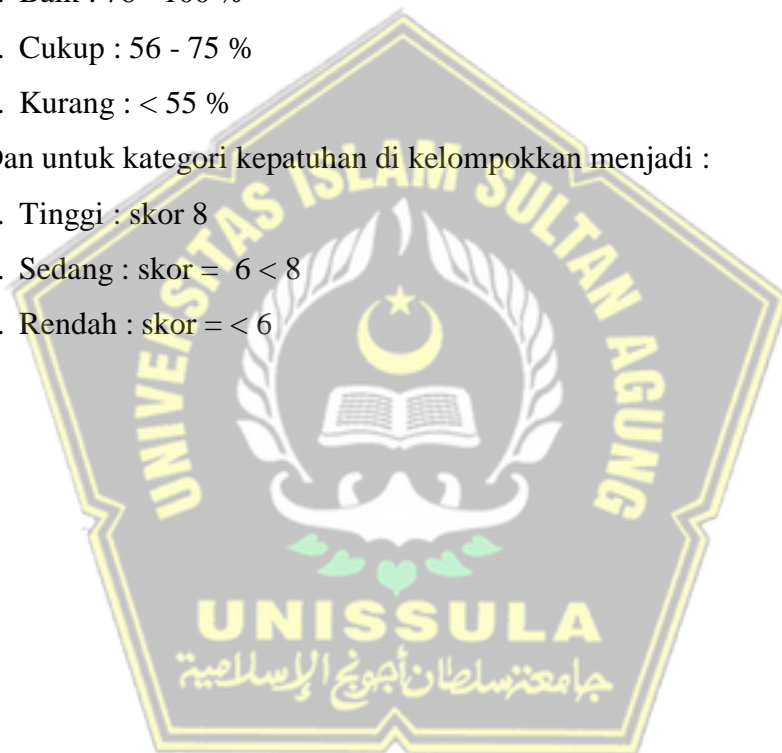 . Baik : 76 - 100 %
. Cukup : 56 - 75 %
. Kurang : < 55 %
Dan untuk kategori kepatuhan di kelompokkan menjadi :
. Tinggi : skor 8
. Sedang : skor = 6 < 8
. Rendah : skor = < 6
UNIVERSITAS ISLAM SULTAN AGUNG
UNISSULA
جامعة سلطان أجونج الإسلامية